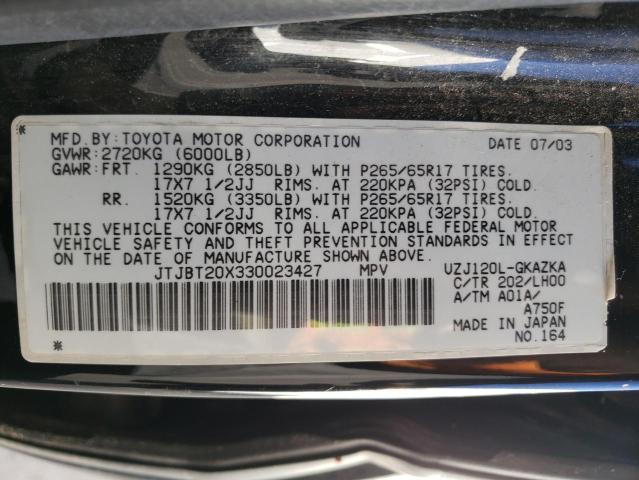 MFD.BY:TOYOTA MOTOR CORPORATION DATE 07/03
GVWR:2720KG (6000LB)
GAWR:FRT. 1290KG (2850LB) WITH P265/65R17 TIRES.
17X7 1/2JJ RIMS. AT 220KPA (32PSI) COLD.
RR. 1520KG (3350LB) WITH P265/65R17 TIRES.
17X7 1/2JJ RIMS. AT 220KPA (32PSI) COLD.
THIS VEHICLE CONFORMS TO ALL APPLICABLE FEDERAL MOTOR
VEHICLE SAFETY AND THEFT PREVENTION STANDARDS IN EFFECT
ON THE DATE OF MANUFACTURE SHOWN ABOVE.
JTJBT20X330023427 MPV UZJ120L-GKAZKA
C/TR 202/LH00
A/TM A01A/
A750F
MADE IN JAPAN
NO.164